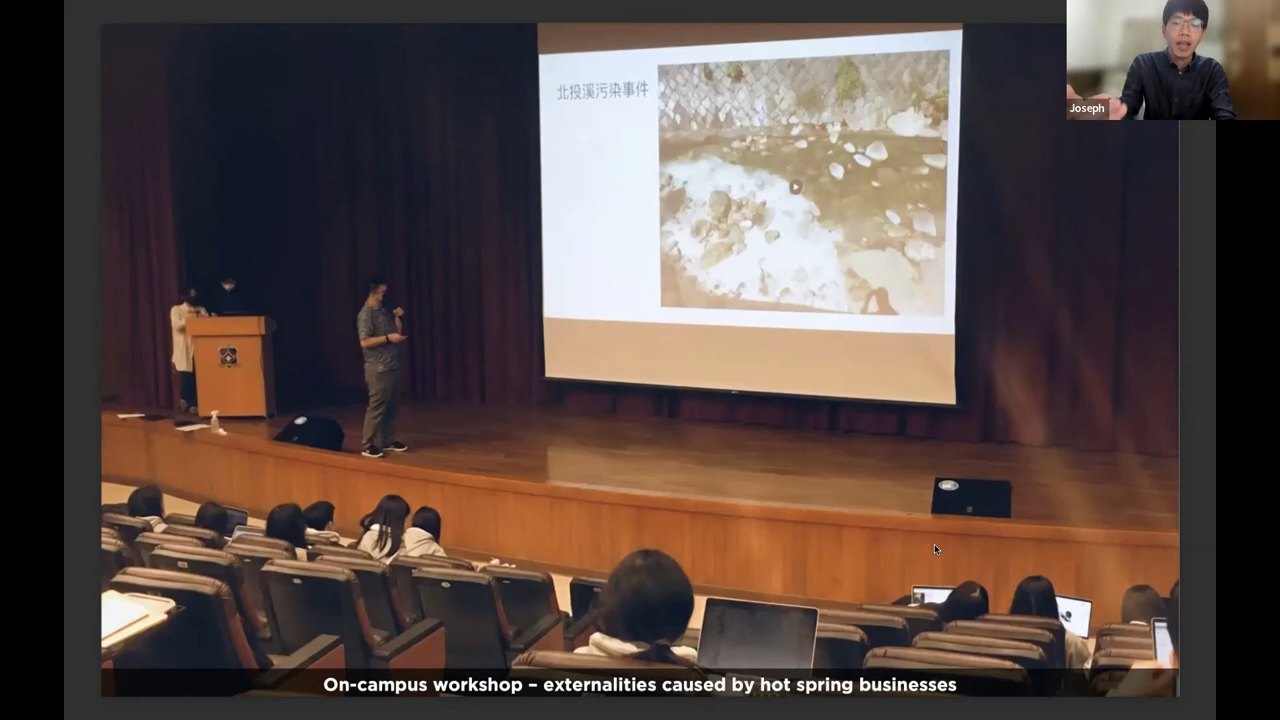 北投溪污染事件
Joseph
On-campus workshop – externalities caused by hot spring businesses